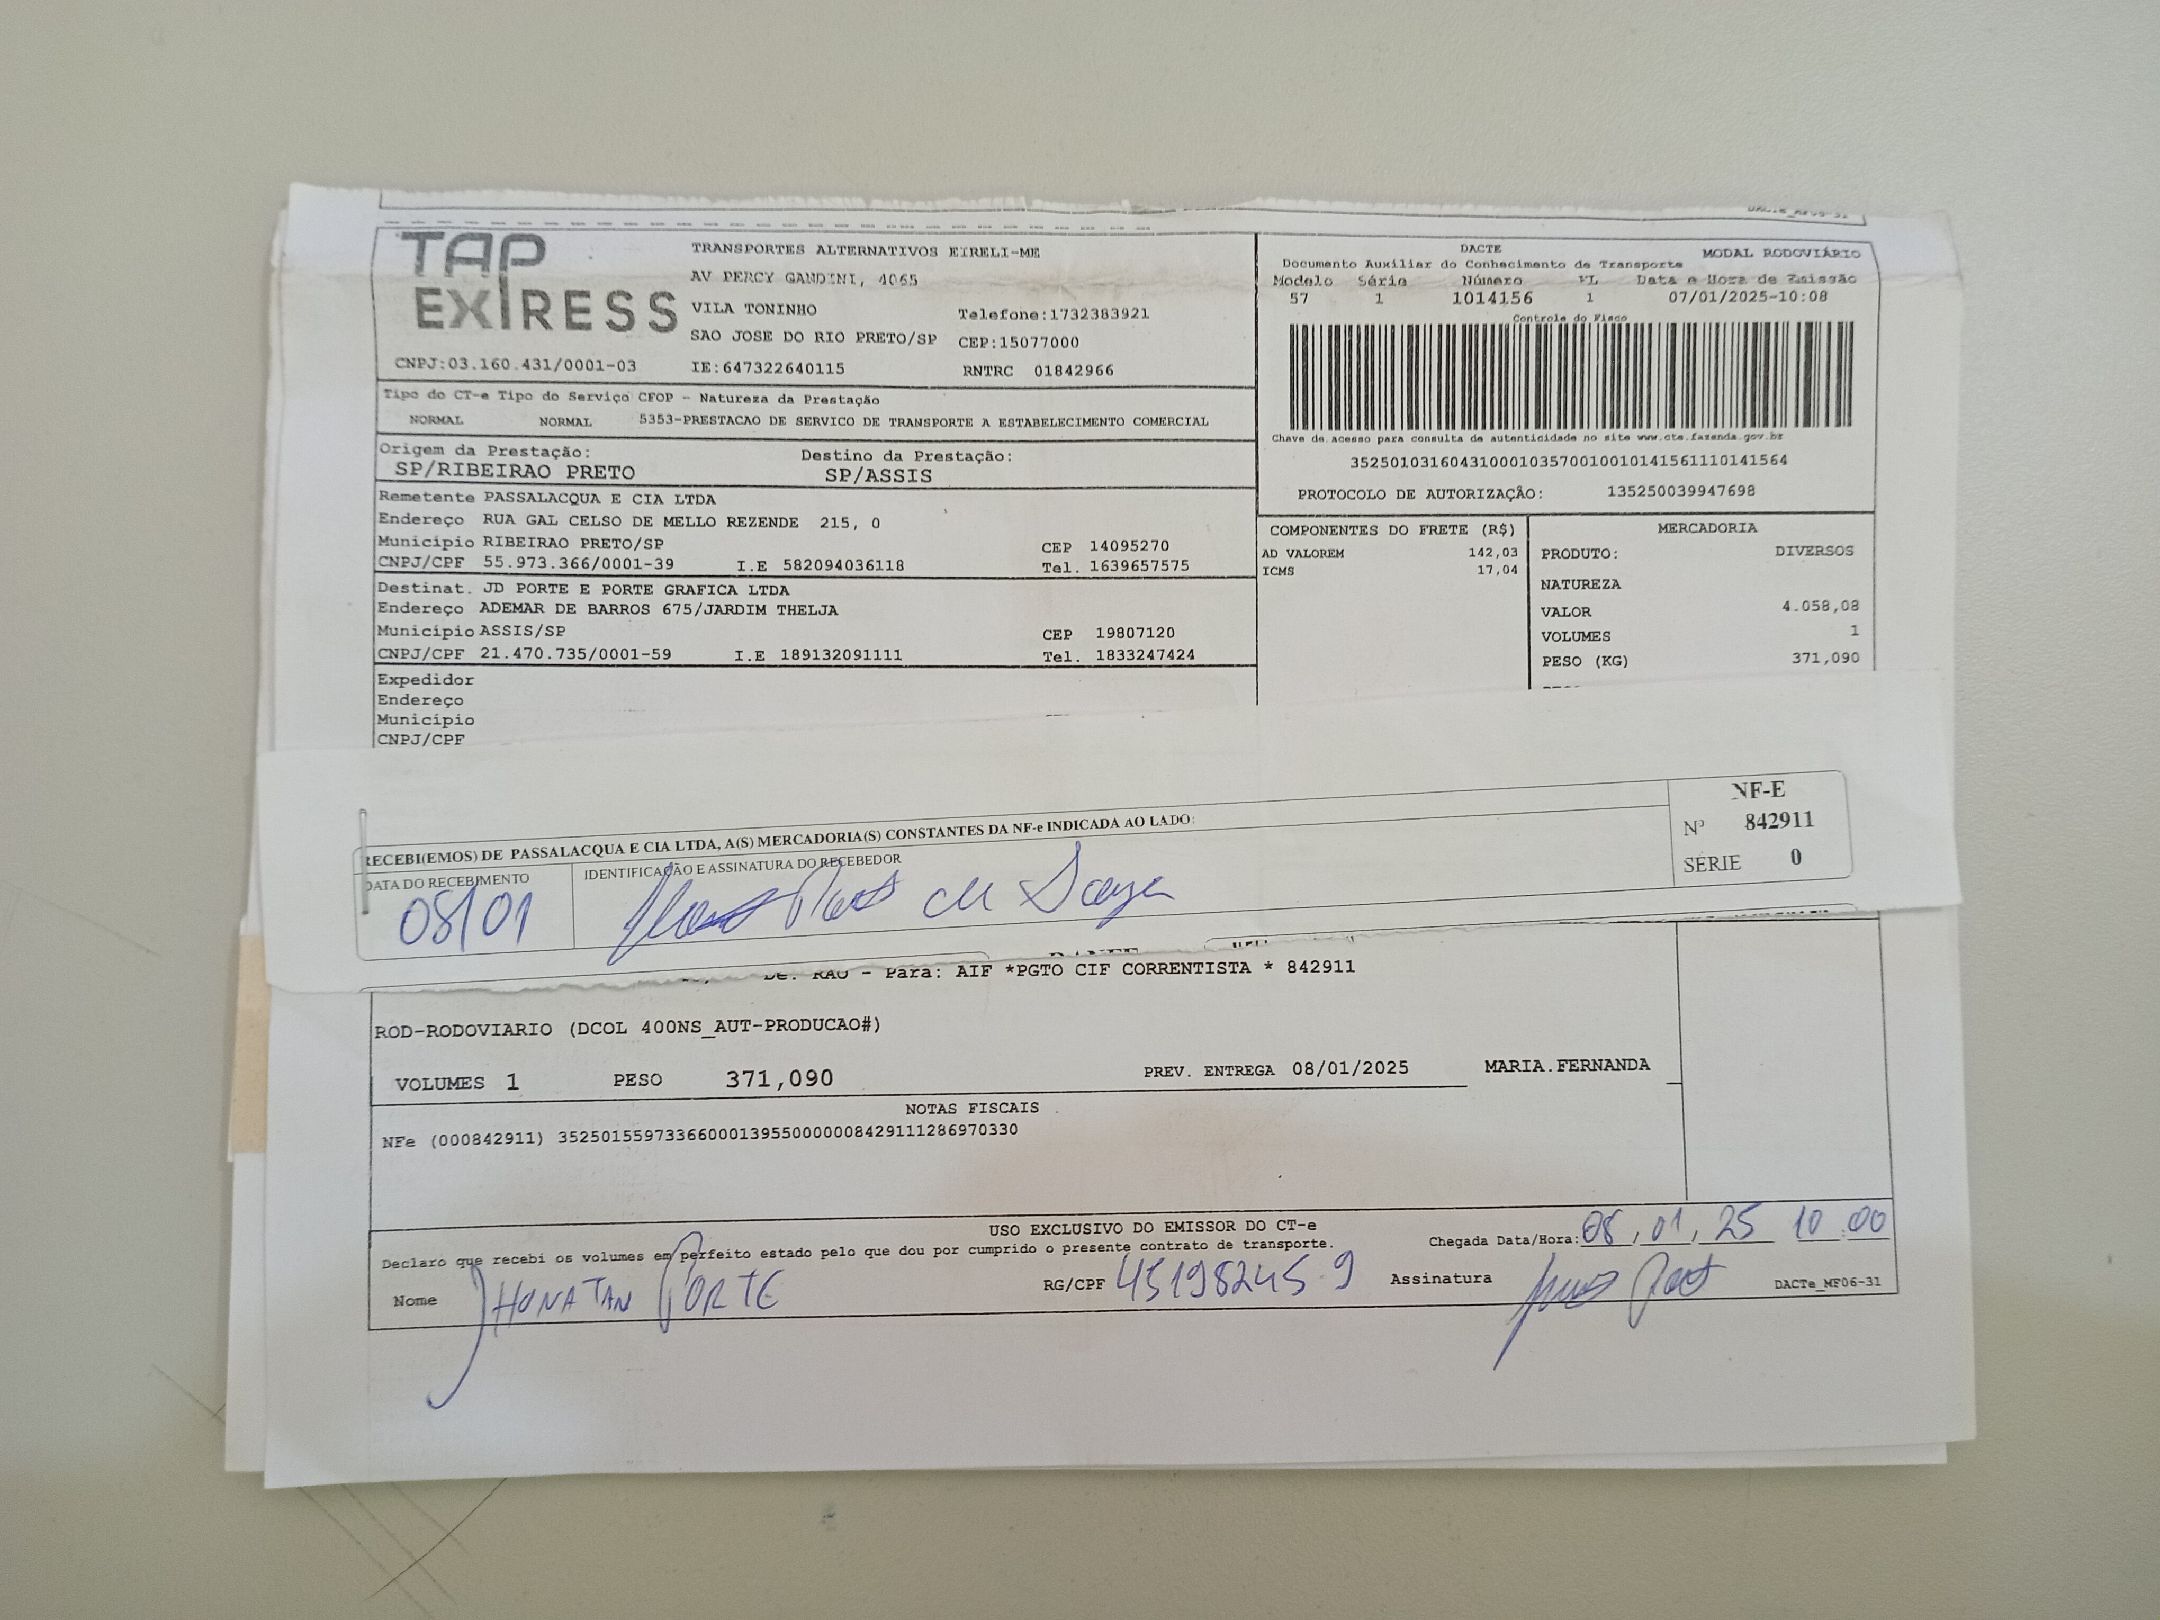 TAP EXPRESS
TRANSPORTES ALTERNATIVOS EIRELI-ME
AV PERCY GANDINI, 4065
VILA TONINHO Telefone:1732383921
SAO JOSE DO RIO PRETO/SP CEP:15077000
CNPJ:03.160.431/0001-03 IE:647322640115 RNTRC 01842966
DACTE MODAL RODOVIÁRIO
Documento Auxiliar do Conhecimento de Transporte
Modelo Série Número FL Data e Hora de Emissão
57 1 1014156 1 07/01/2025-10:08
Controle do Fisco
Chave de acesso para consulta de autenticidade no site www.cte.fazenda.gov.br
35250103160431000103570010010141561110141564
PROTOCOLO DE AUTORIZAÇÃO: 135250039947698
Tipo do CT-e Tipo do Serviço CFOP - Natureza da Prestação
NORMAL NORMAL 5353-PRESTACAO DE SERVICO DE TRANSPORTE A ESTABELECIMENTO COMERCIAL
Origem da Prestação: Destino da Prestação:
SP/RIBEIRAO PRETO SP/ASSIS
Remetente PASSALACQUA E CIA LTDA
Endereço RUA GAL CELSO DE MELLO REZENDE 215, 0
Município RIBEIRAO PRETO/SP CEP 14095270
CNPJ/CPF 55.973.366/0001-39 I.E 582094036118 Tel. 1639657575
Destinat. JD PORTE E PORTE GRAFICA LTDA
Endereço ADEMAR DE BARROS 675/JARDIM THELJA
Município ASSIS/SP CEP 19807120
CNPJ/CPF 21.470.735/0001-59 I.E 189132091111 Tel. 1833247424
Expedidor
Endereço
Município
CNPJ/CPF
COMPONENTES DO FRETE (R$)
AD VALOREM 142,03
ICMS 17,04
MERCADORIA
PRODUTO: DIVERSOS
NATUREZA
VALOR 4.058,08
VOLUMES 1
PESO (KG) 371,090
RECEBI(EMOS) DE PASSALACQUA E CIA LTDA, A(S) MERCADORIA(S) CONSTANTES DA NF-e INDICADA AO LADO:
DATA DO RECEBIMENTO IDENTIFICAÇÃO E ASSINATURA DO RECEBEDOR
08/01
NF-E
Nº 842911
SÉRIE 0
De: RAO - Para: AIF *PGTO CIF CORRENTISTA * 842911
ROD-RODOVIARIO (DCOL 400NS_AUT-PRODUCAO#)
VOLUMES 1 PESO 371,090 PREV. ENTREGA 08/01/2025 MARIA.FERNANDA
NOTAS FISCAIS
NFe (000842911) 35250155973366000139550000008429111286970330
USO EXCLUSIVO DO EMISSOR DO CT-e
Declaro que recebi os volumes em perfeito estado pelo que dou por cumprido o presente contrato de transporte. Chegada Data/Hora: 08,01,25 10:00
Nome JHONATAN PORTE RG/CPF 45198245-9 Assinatura DACTe_MF06-31